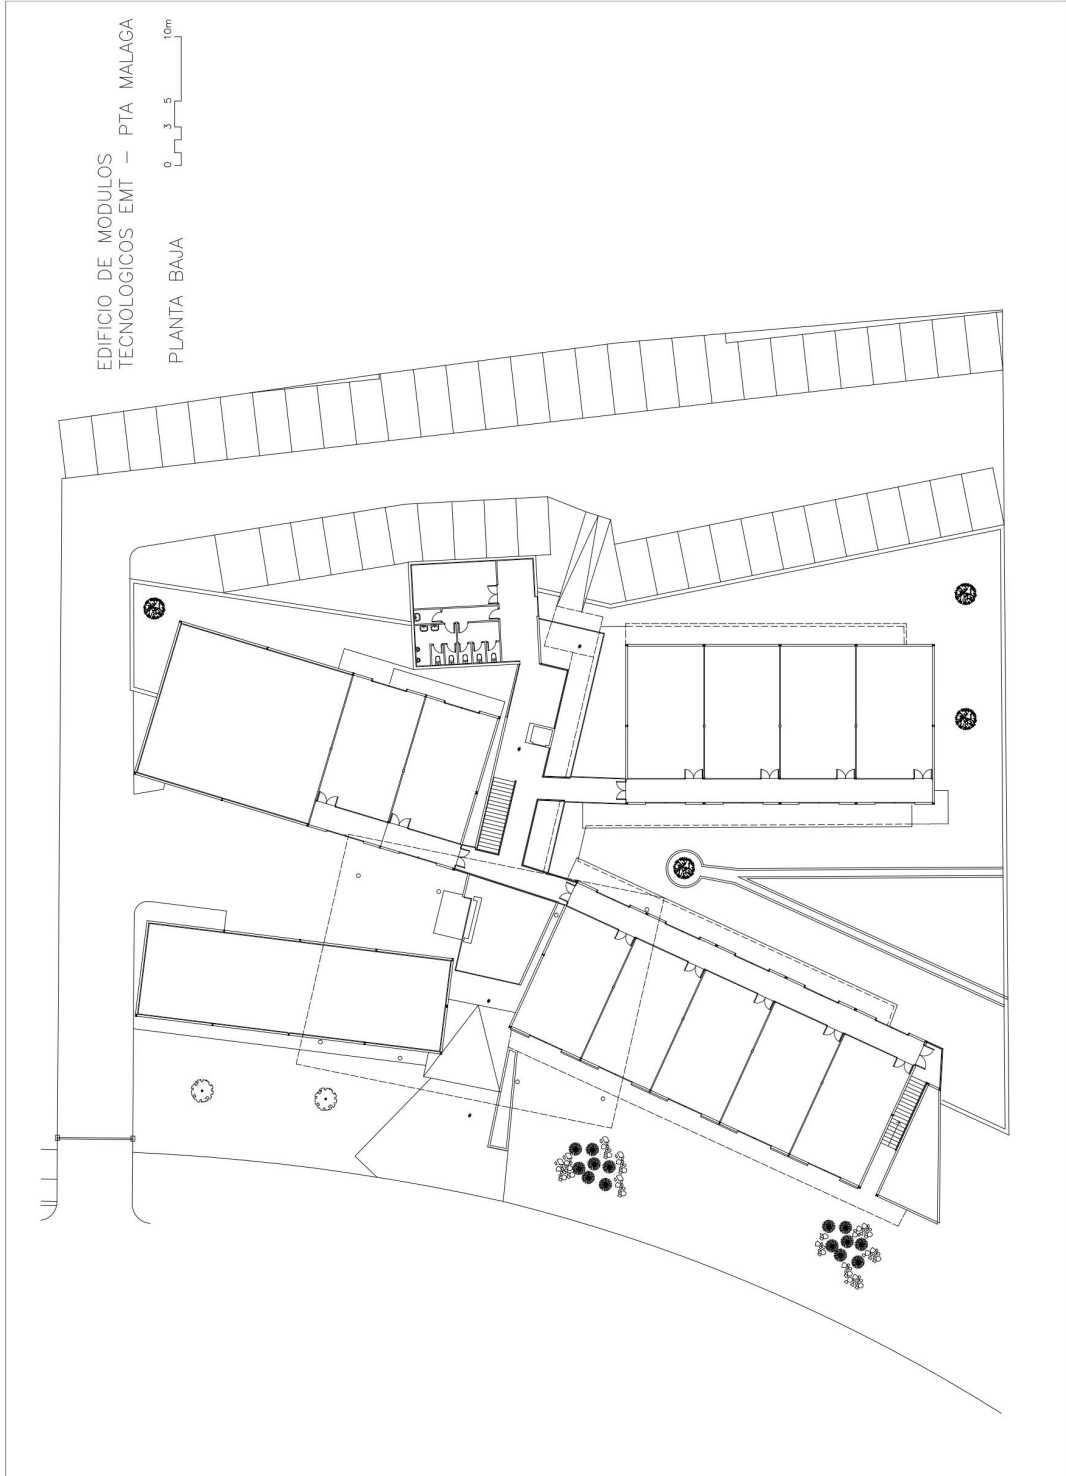 EDIFICIO DE MODULOS
TECNOLOGICOS EMT - PTA MALAGA
PLANTA BAJA
0 3 5 10m